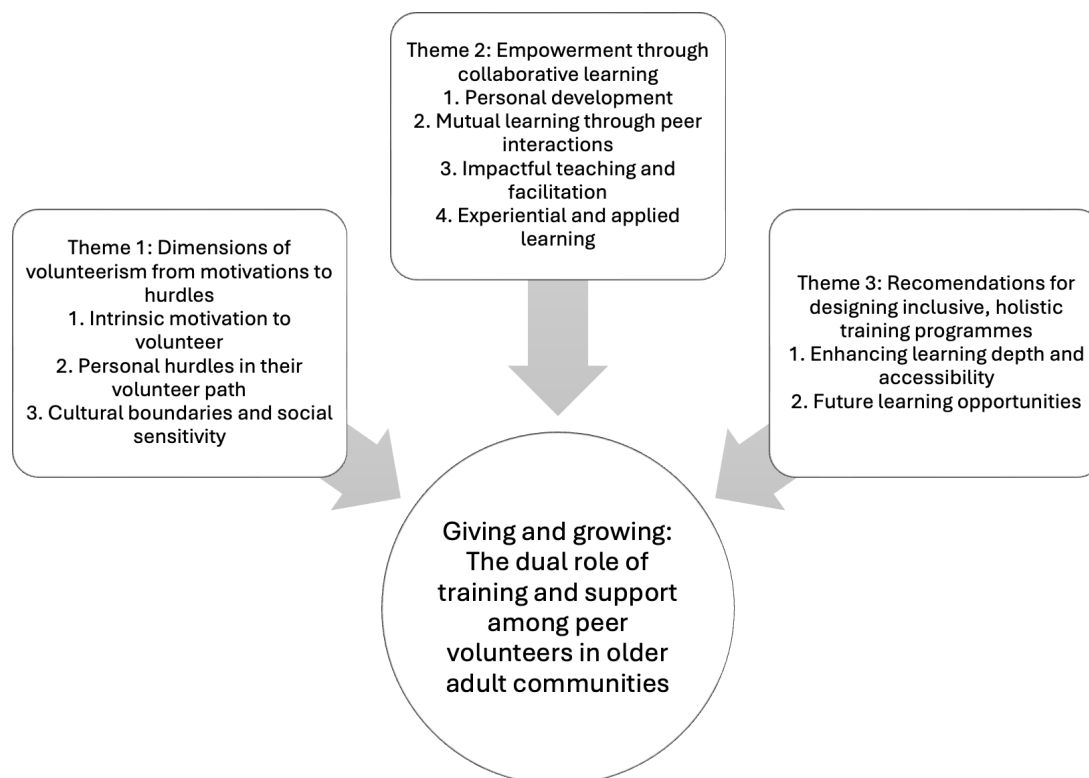 Theme 1: Dimensions of
volunteerism from motivations to
hurdles
1. Intrinsic motivation to
volunteer
2. Personal hurdles in their
volunteer path
3. Cultural boundaries and social
sensitivity
Theme 2: Empowerment through
collaborative learning
1. Personal development
2. Mutual learning through peer
interactions
3. Impactful teaching and
facilitation
4. Experiential and applied
learning
Theme 3: Recomendations for
designing inclusive, holistic
training programmes
1. Enhancing learning depth and
accessibility
2. Future learning opportunities
Giving and growing:
The dual role of
training and support
among peer
volunteers in older
adult communities